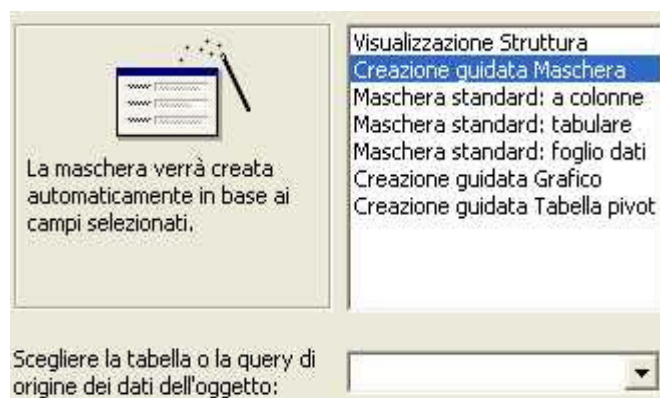 La maschera verrà creata
automaticamente in base ai
campi selezionati.
Visualizzazione Struttura
Creazione guidata Maschera
Maschera standard: a colonne
Maschera standard: tabulare
Maschera standard: foglio dati
Creazione guidata Grafico
Creazione guidata Tabella pivot
Scegliere la tabella o la query di
origine dei dati dell'oggetto: